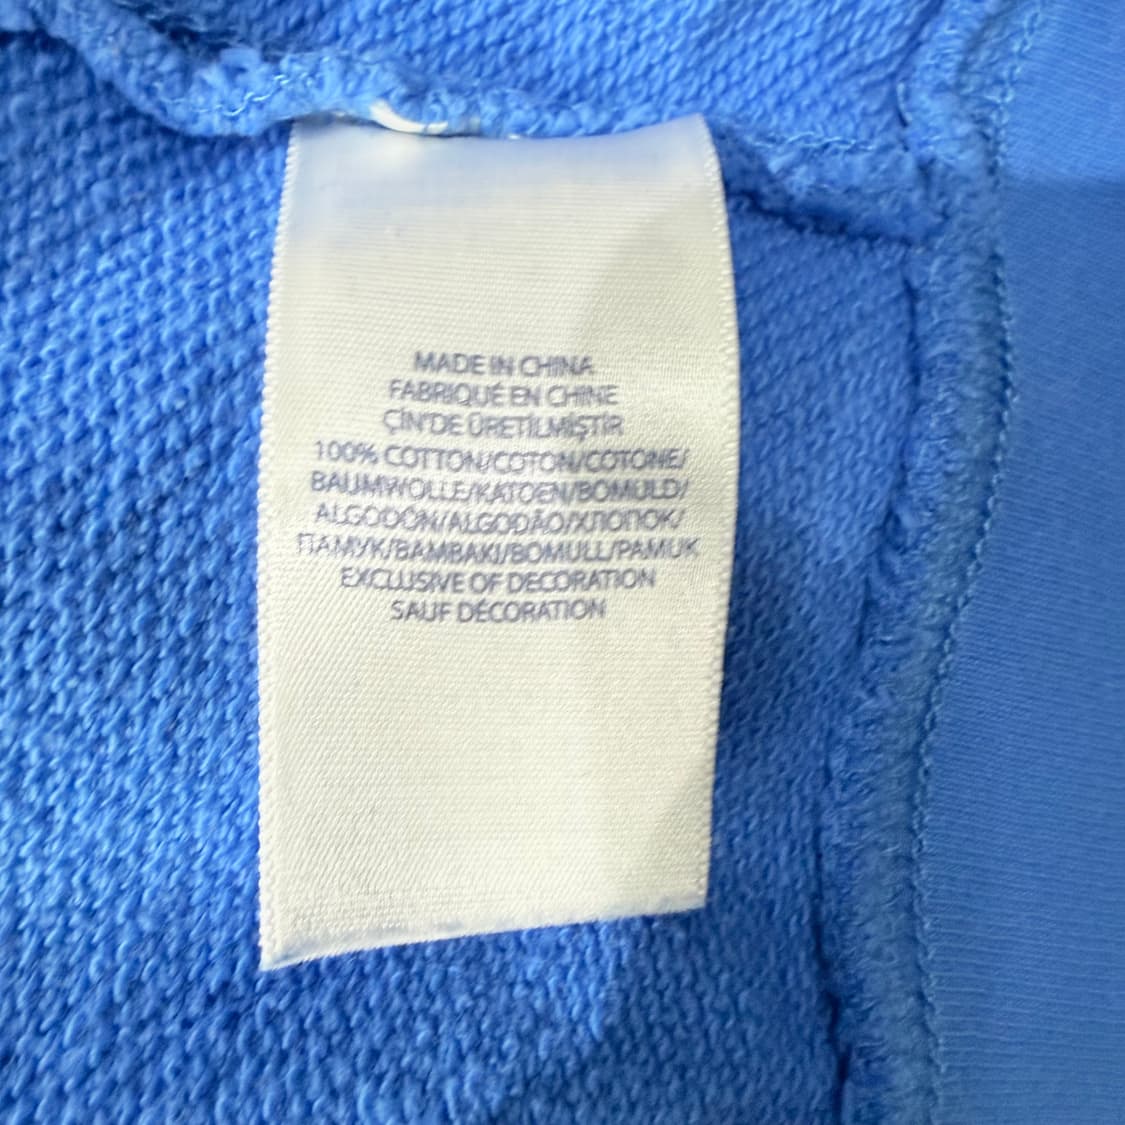 MADE IN CHINA
FABRIQUÉ EN CHINE
ÇİN'DE ÜRETİLMİŞTİR
100% COTTON/COTON/COTONE/
BAUMWOLLE/KATOEN/BOMULD/
ALGODÓN/ALGODÃO/ХЛОПОК/
ПАМУК/BAMBAKI/BOMULL/PAMUK
EXCLUSIVE OF DECORATION
SAUF DÉCORATION